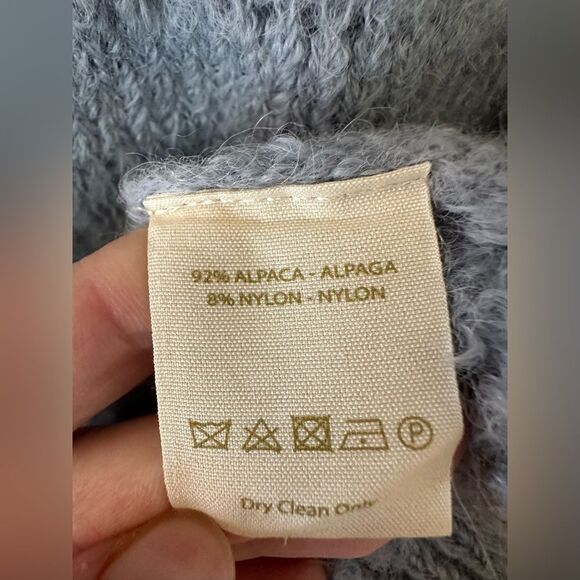 92% ALPACA - ALPAGA
8% NYLON - NYLON
P
Dry Clean Only